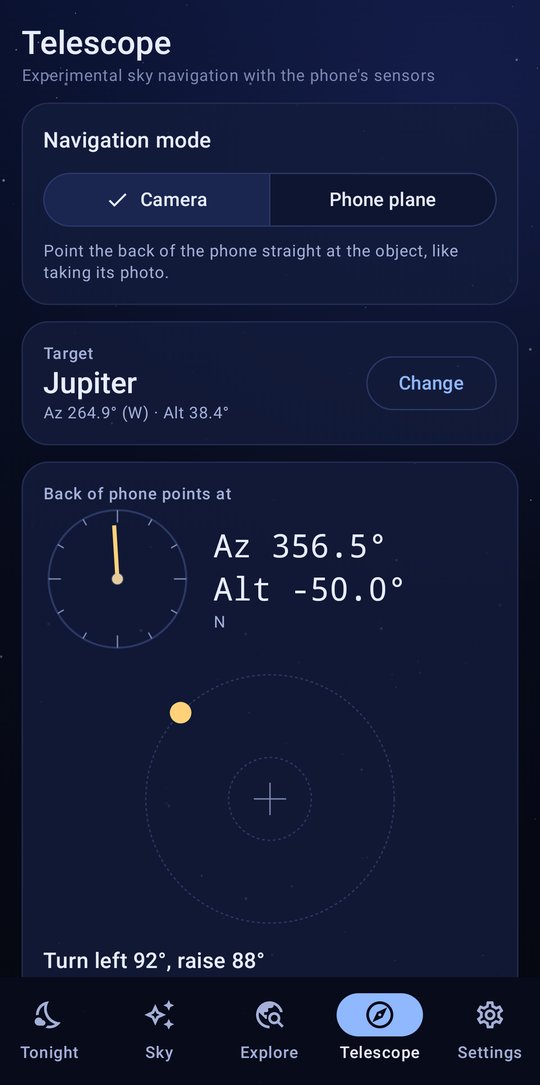 Telescope
Experimental sky navigation with the phone's sensors
Navigation mode
Camera
Phone plane
Point the back of the phone straight at the object, like
taking its photo.
Target
Jupiter
Change
Az 264.9° (W) · Alt 38.4°
Back of phone points at
Az 356.5°
Alt -50.0°
N
Turn left 92°, raise 88°
Tonight
Sky
Explore
Telescope
Settings